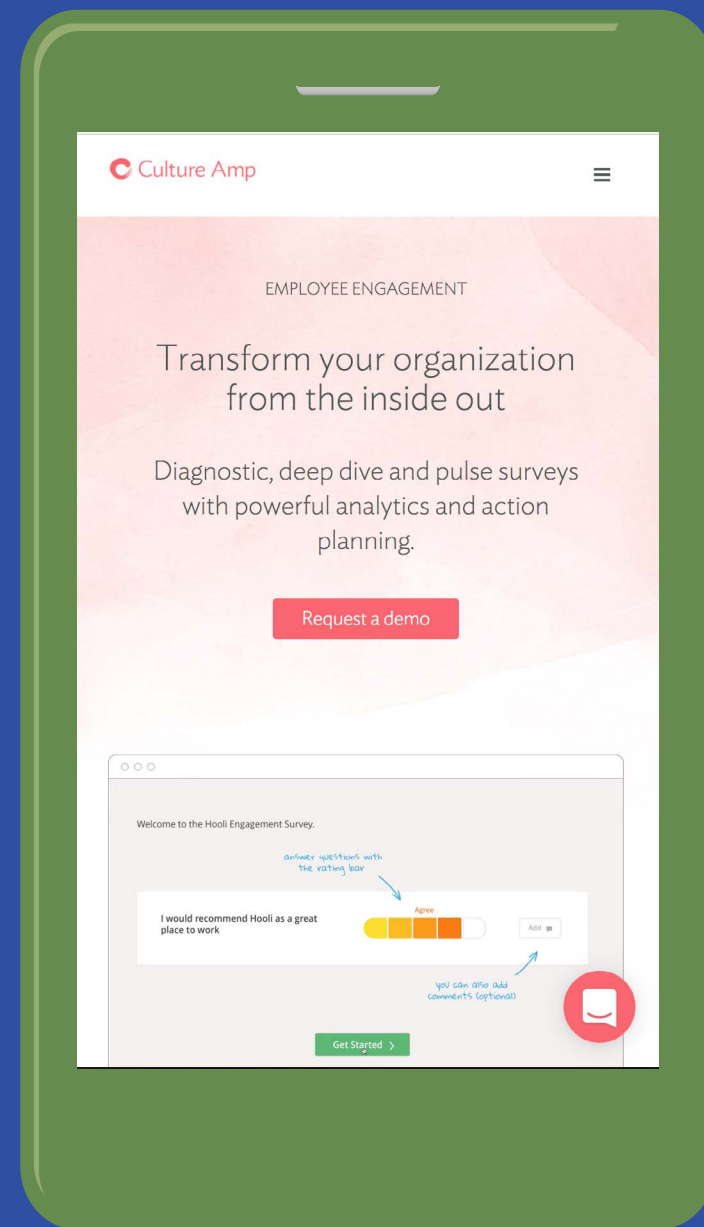 Culture Amp
EMPLOYEE ENGAGEMENT
Transform your organization
from the inside out
Diagnostic, deep dive and pulse surveys
with powerful analytics and action
planning.
Request a demo
Welcome to the Hooli Engagement Survey.
answer questions with
the rating bar
Agree
I would recommend Hooli as a great
place to work
Add
you can also add
comments (optional)
Get Started